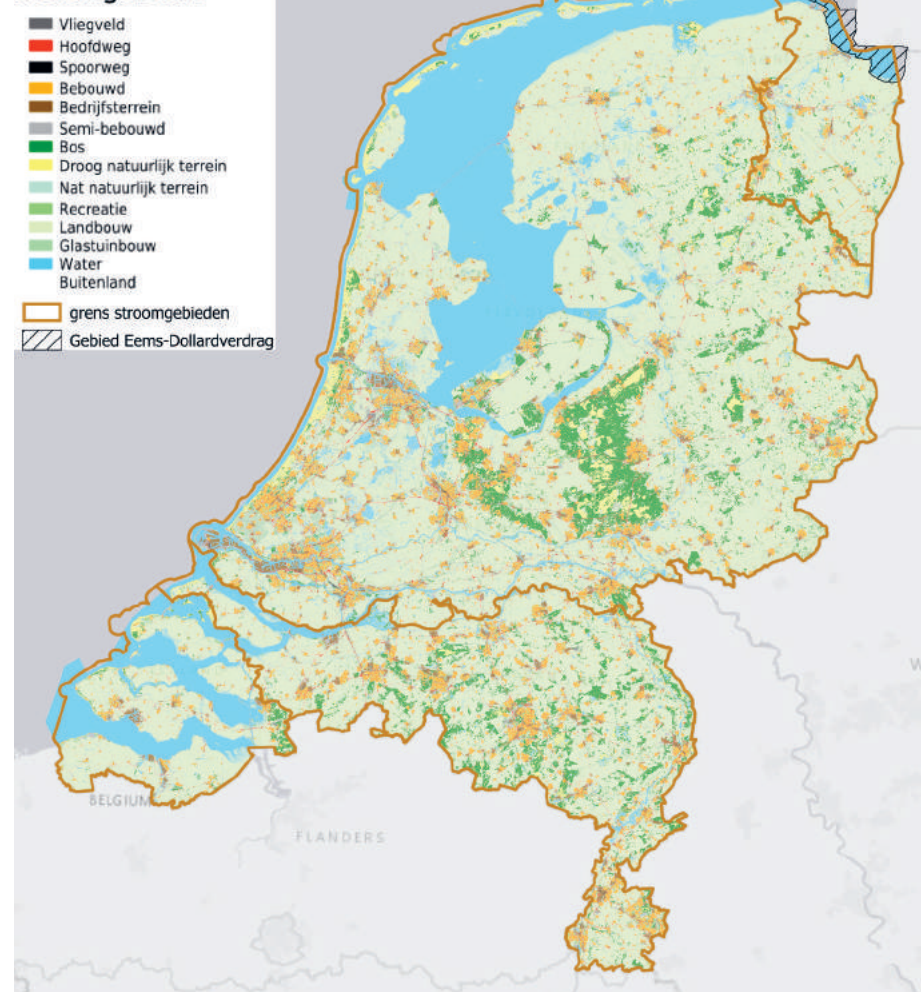 Vliegveld
Hoofdweg
Spoorweg
Bebouwd
Bedrijfsterrein
Semi-bebouwd
Bos
Droog natuurlijk terrein
Nat natuurlijk terrein
Recreatie
Landbouw
Glastuinbouw
Water
Buitenland
grens stroomgebieden
Gebied Eems-Dollardverdrag
BELGIUM
FLANDERS